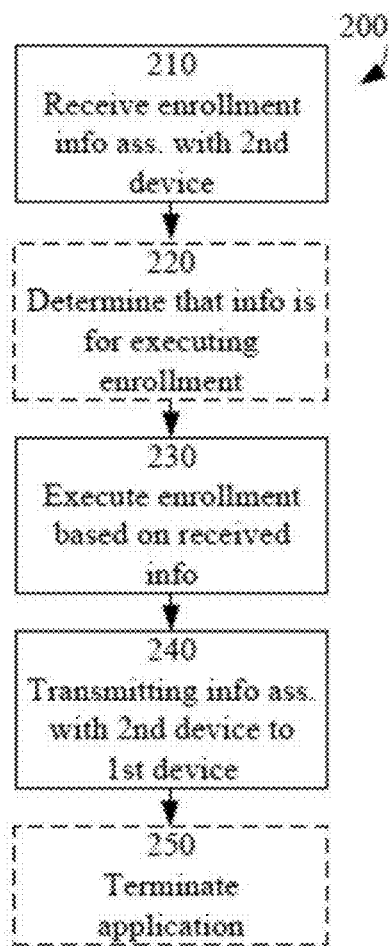 200
210
Receive enrollment
info ass. with 2nd
device
220
Determine that info is
for executing
enrollment
230
Execute enrollment
based on received
info
240
Transmitting info ass.
with 2nd device to
1st device
250
Terminate
application